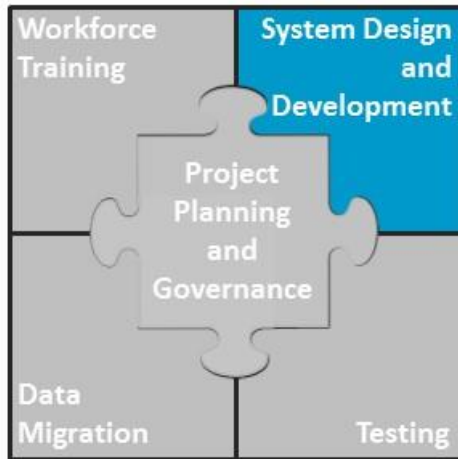 Workforce
Training
System Design
and
Development
Project
Planning
and
Governance
Data
Migration
Testing